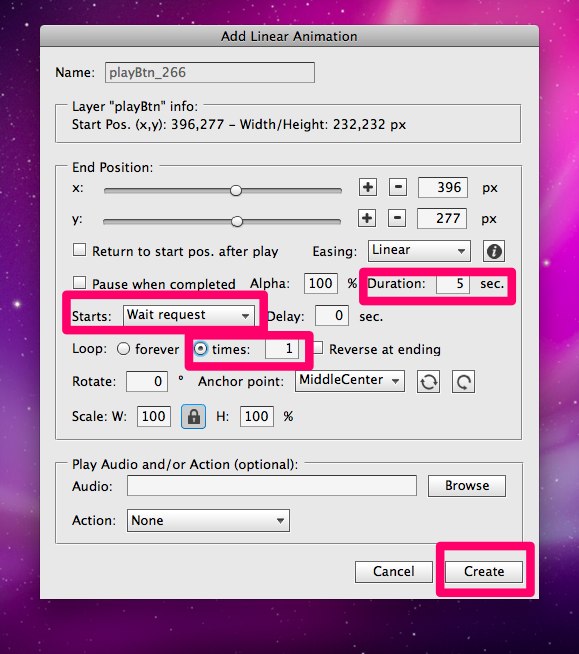 Add Linear Animation
Name: playBtn_266
Layer "playBtn" info:
Start Pos. (x,y): 396,277 - Width/Height: 232,232 px
End Position:
x: + - 396 px
y: + - 277 px
Return to start pos. after play Easing: Linear i
Pause when completed Alpha: 100 % Duration: 5 sec.
Starts: Wait request Delay: 0 sec.
Loop: forever times: 1 Reverse at ending
Rotate: 0 ° Anchor point: MiddleCenter
Scale: W: 100 H: 100 %
Play Audio and/or Action (optional):
Audio: Browse
Action: None
Cancel Create